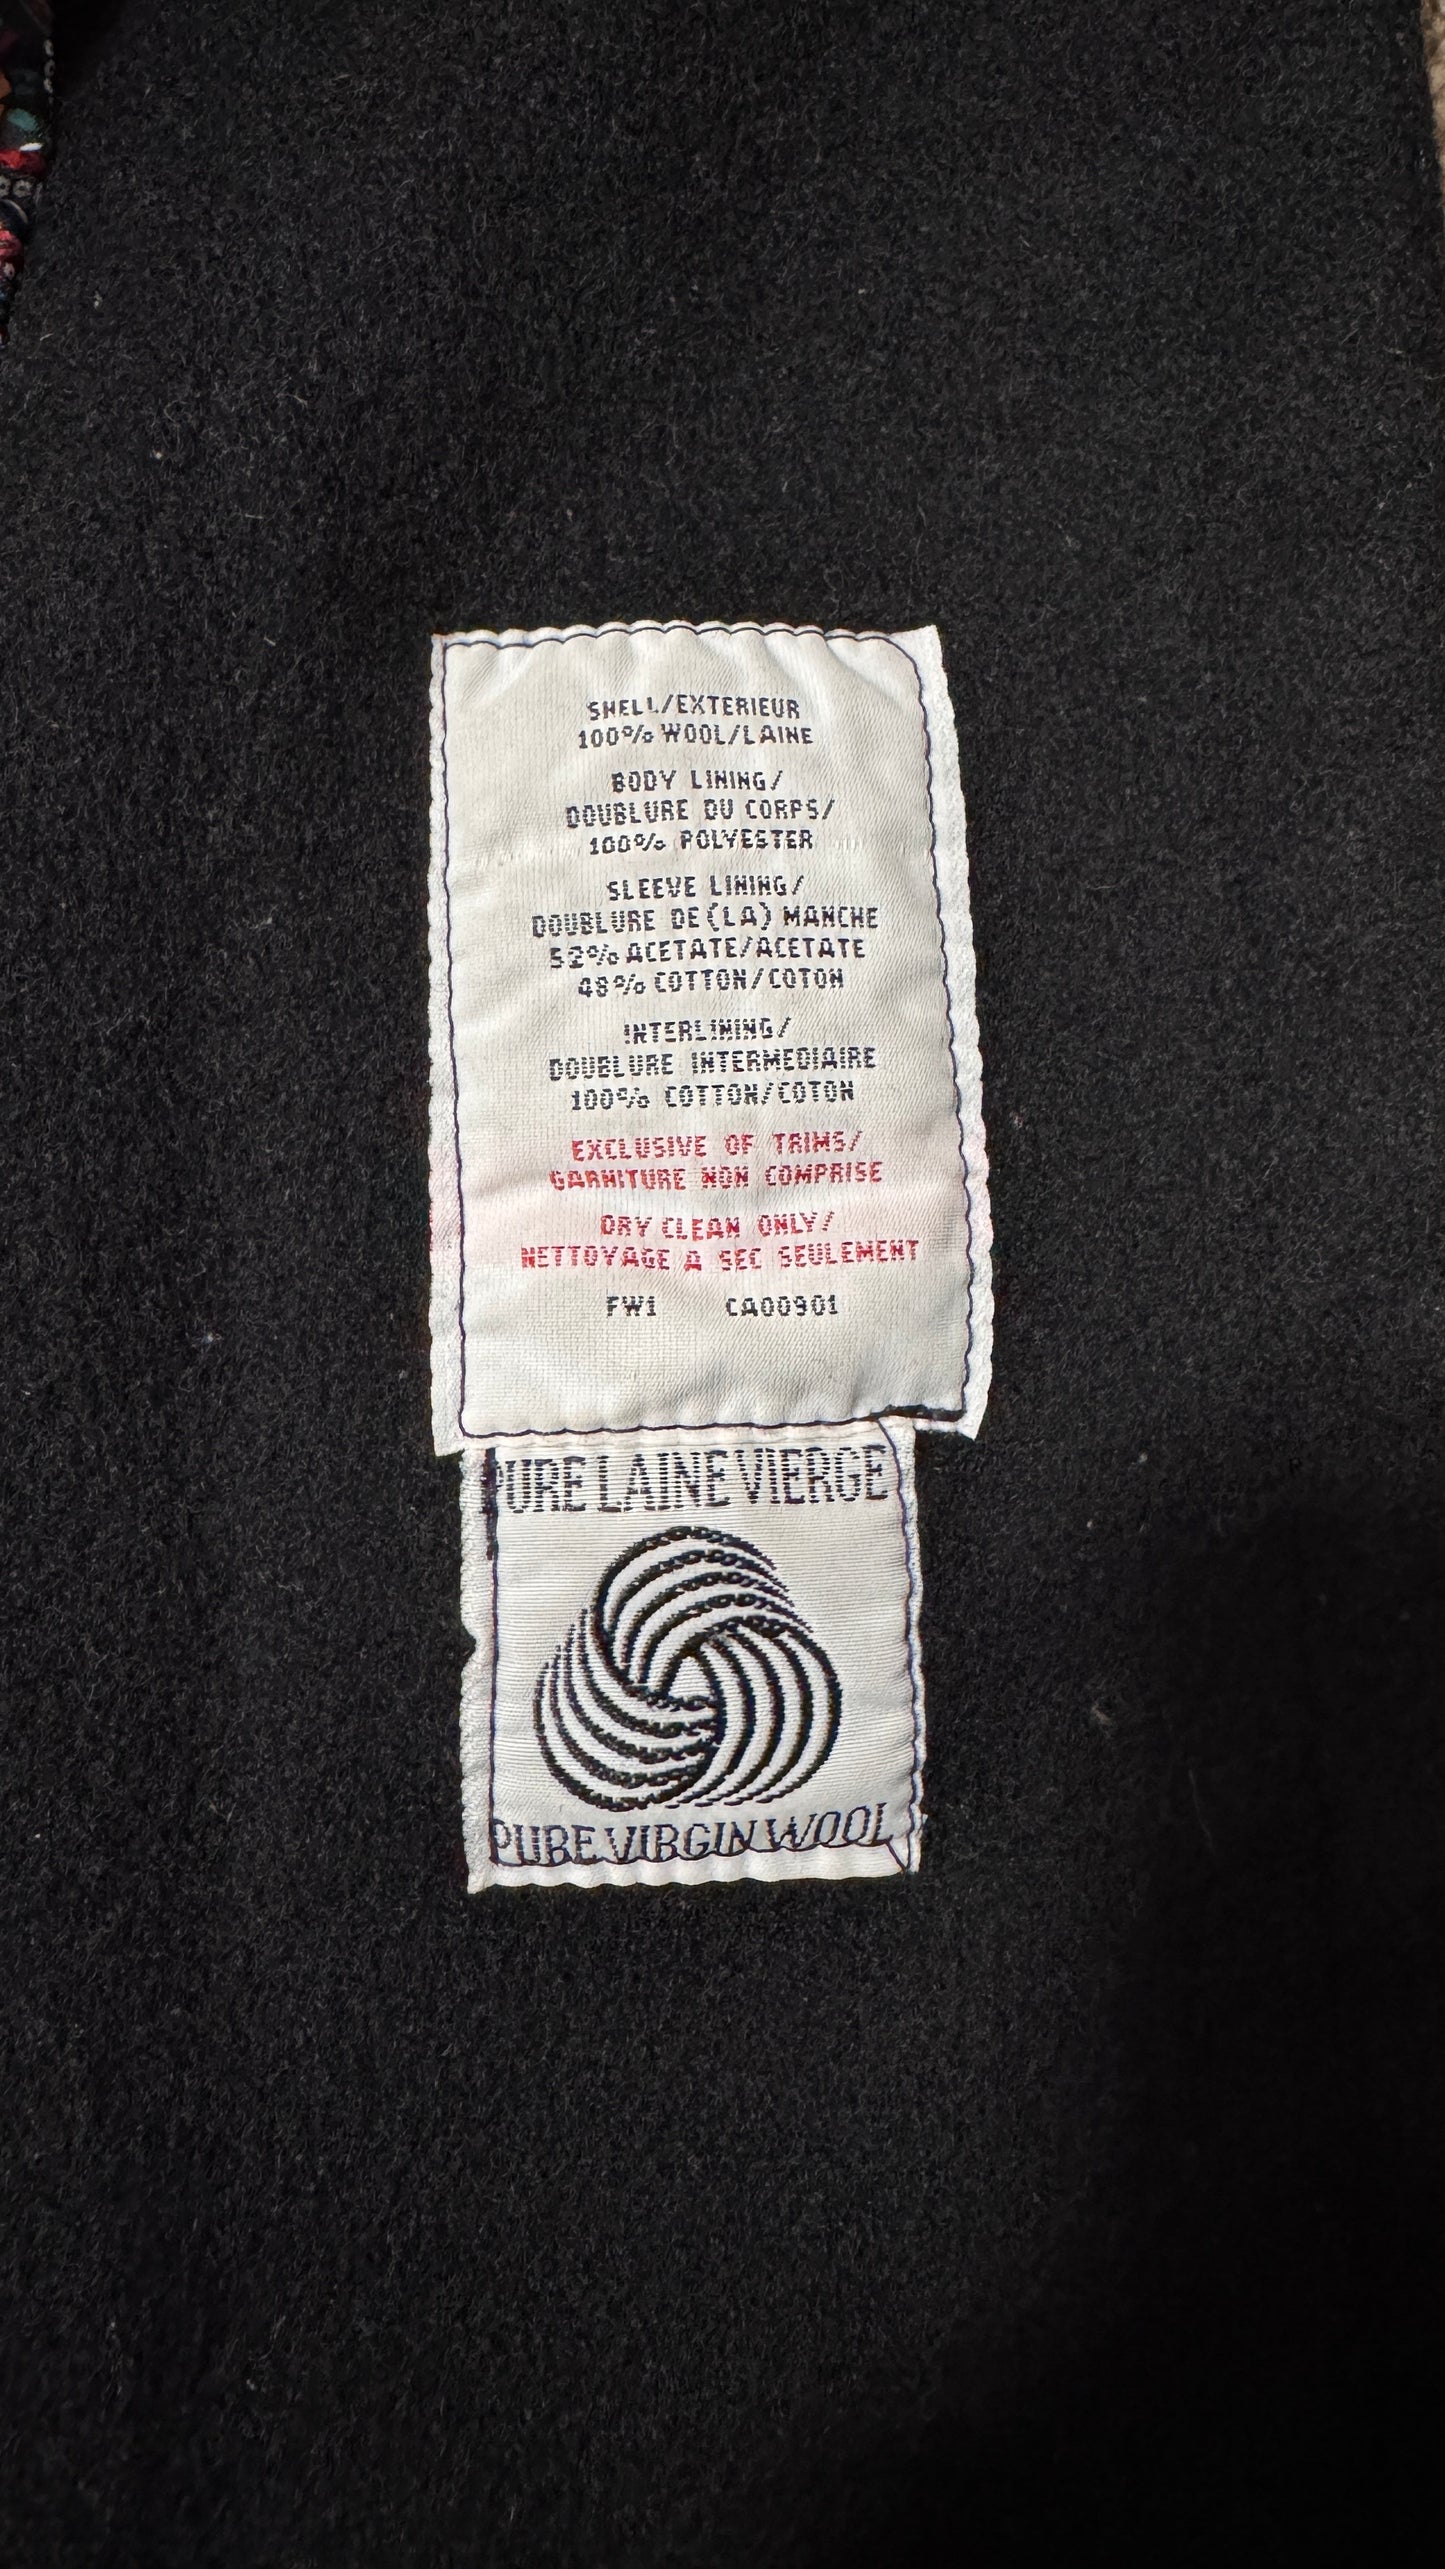 SHELL/EXTERIEUR
100% WOOL/LAINE
BODY LINING/
DOUBLURE DU CORPS/
100% POLYESTER
SLEEVE LINING/
DOUBLURE DE(LA) MANCHE
52% ACETATE/ACETATE
48% COTTON/COTON
INTERLINING/
DOUBLURE INTERMEDIAIRE
100% COTTON/COTON
EXCLUSIVE OF TRIMS/
GARNITURE NON COMPRISE
DRY CLEAN ONLY/
NETTOYAGE A SEC SEULEMENT
FW1 CA00901
PURE LAINE VIERGE
PURE VIRGIN WOOL